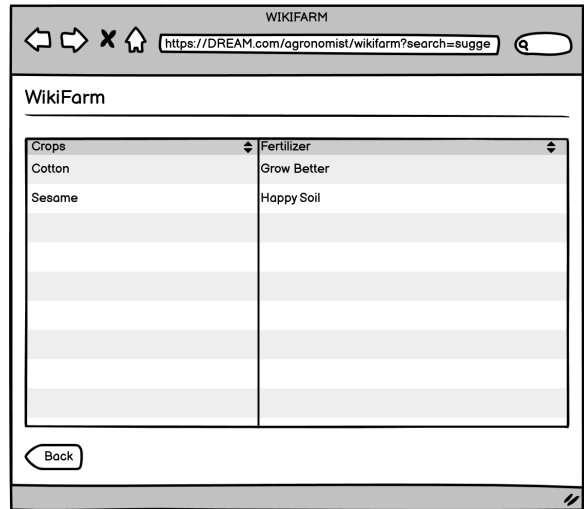 WIKIFARM
https://DREAM.com/agronomist/wikifarm?search=sugge
WikiFarm
Crops Fertilizer
Cotton Grow Better
Sesame Happy Soil
Back